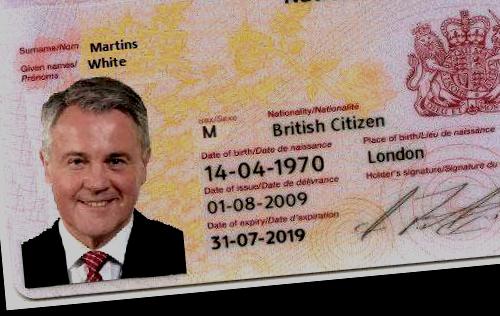 Surname/Nom Martins
Given names/ White
Prénoms
Sex/Sexe Nationality/Nationalité
M British Citizen
Date of birth/Date de naissance Place of birth/Lieu de naissance
14-04-1970 London
Date of issue/Date de délivrance Holder's signature/Signature du
01-08-2009
Date of expiry/Date d'expiration
31-07-2019